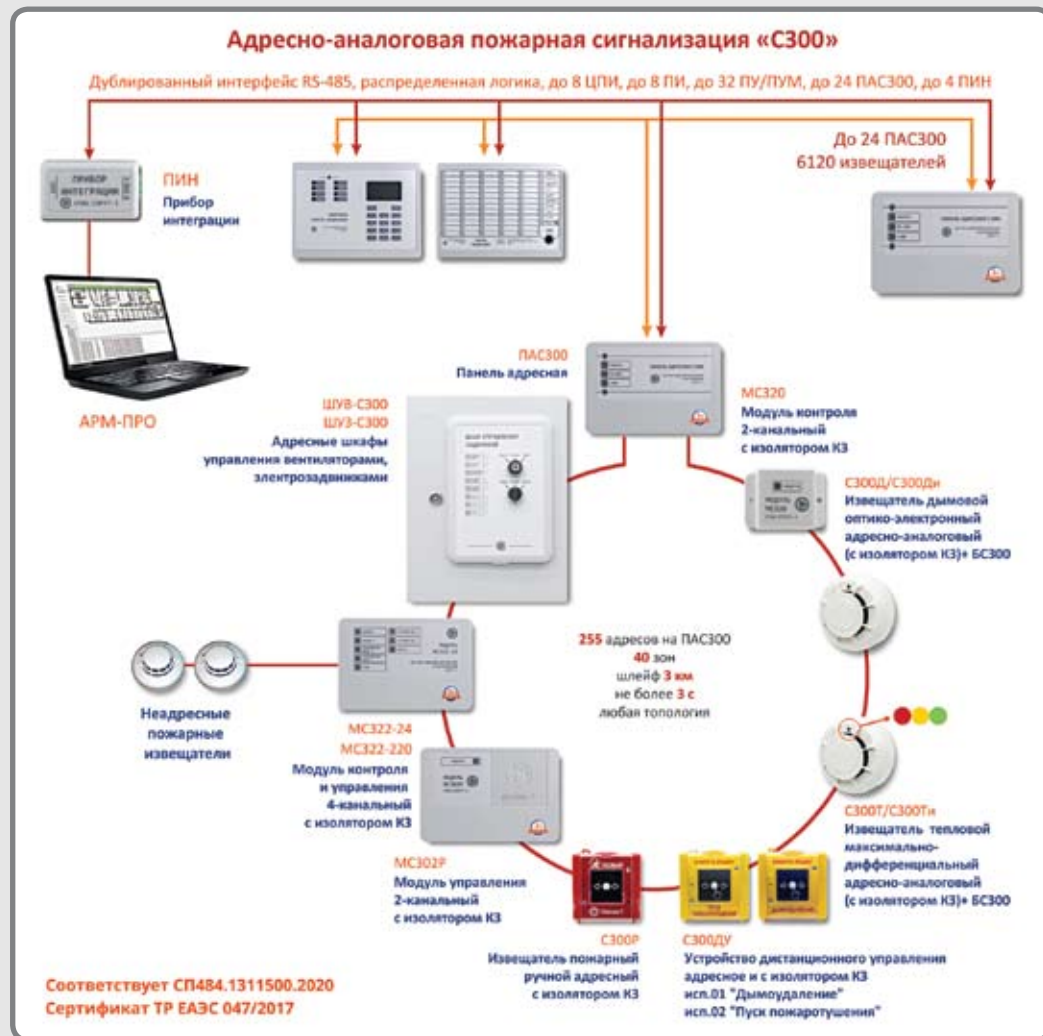 Адресно-аналоговая пожарная сигнализация «С300»
Дублированный интерфейс RS-485, распределенная логика, до 8 ЦПИ, до 8 ПИ, до 32 ПУ/ПУМ, до 24 ПАС300, до 4 ПИН
До 24 ПАС300
6120 извещателей
ПРИБОР
ИНТЕГРАЦИИ
ПИН
Прибор
интеграции
АРМ-ПРО
ПАС300
Панель адресная
ШУВ-С300
ШУЗ-С300
Адресные шкафы
управления вентиляторами,
электрозадвижками
МС320
Модуль контроля
2-канальный
с изолятором КЗ
С300Д/С300Ди
Извещатель дымовой
оптико-электронный
адресно-аналоговый
(с изолятором КЗ)+ БС300
255 адресов на ПАС300
40 зон
шлейф 3 км
не более 3 с
любая топология
Неадресные
пожарные
извещатели
МС322-24
МС322-220
Модуль контроля
и управления
4-канальный
с изолятором КЗ
С300Т/С300Ти
Извещатель тепловой
максимально-
дифференциальный
адресно-аналоговый
(с изолятором КЗ)+ БС300
МС302Р
Модуль управления
2-канальный
с изолятором КЗ
С300Р
Извещатель пожарный
ручной адресный
с изолятором КЗ
С300ДУ
Устройство дистанционного управления
адресное и с изолятором КЗ
исп.01 "Дымоудаление"
исп.02 "Пуск пожаротушения"
Соответствует СП484.1311500.2020
Сертификат ТР ЕАЭС 047/2017